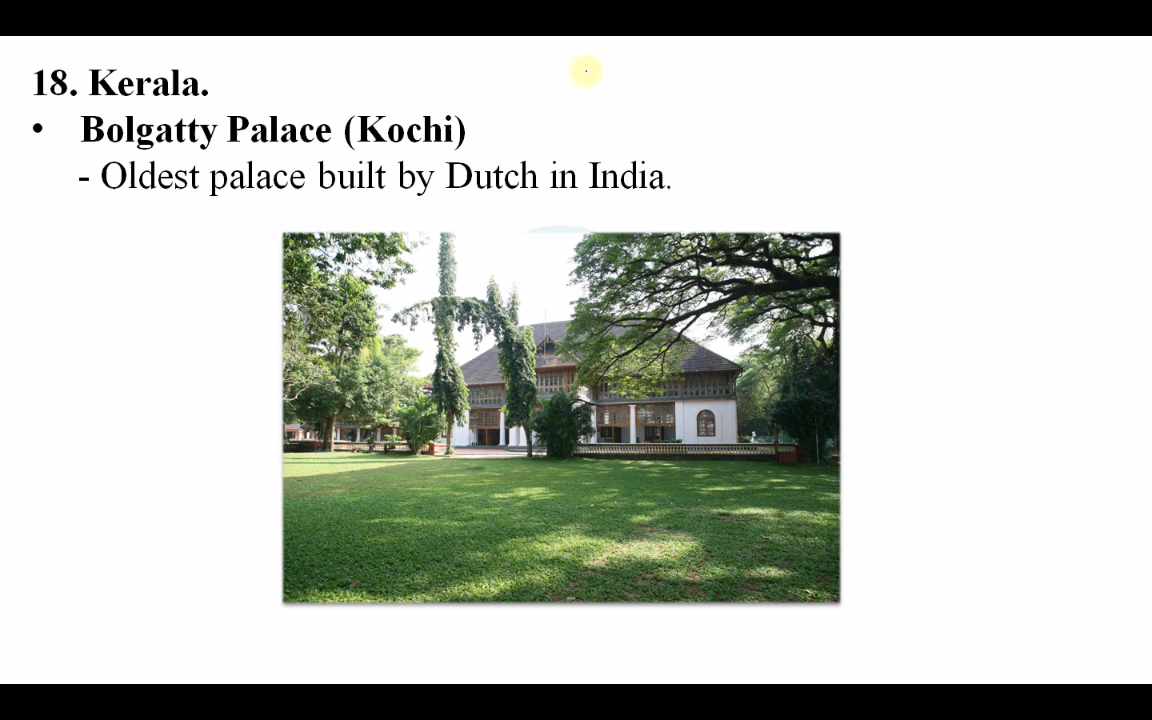 18. Kerala.
• Bolgatty Palace (Kochi)
- Oldest palace built by Dutch in India.